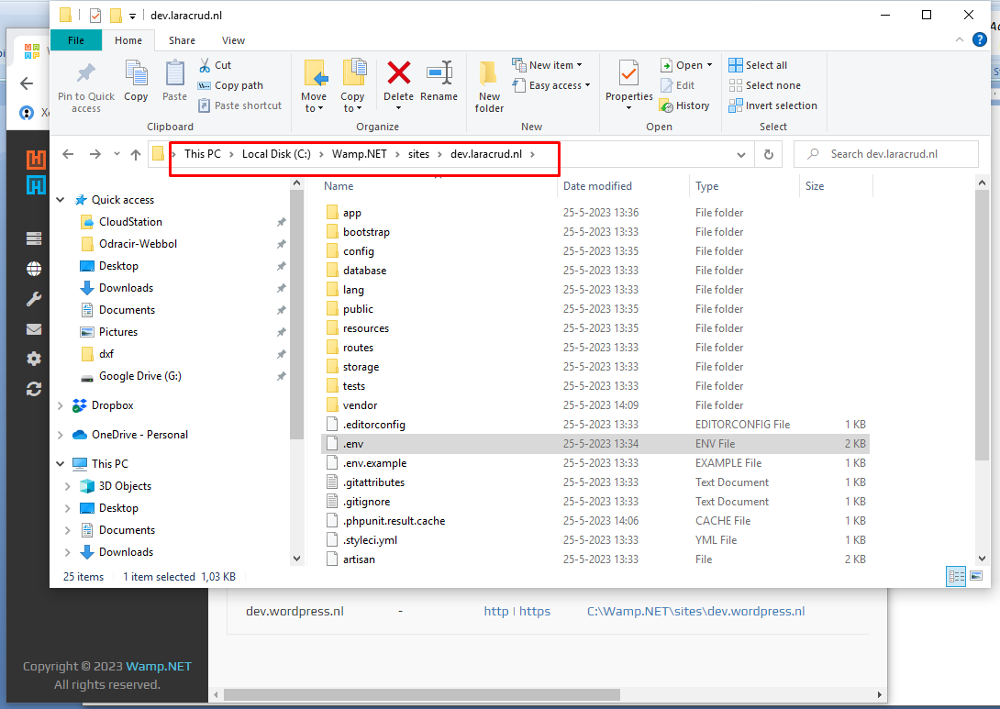 dev.laracrud.nl
File Home Share View
Pin to Quick access
Copy
Paste
Cut
Copy path
Paste shortcut
Clipboard
Move to
Copy to
Delete
Rename
Organize
New folder
New item
Easy access
New
Properties
Open
Edit
History
Open
Select all
Select none
Invert selection
Select
This PC > Local Disk (C:) > Wamp.NET > sites > dev.laracrud.nl >
Search dev.laracrud.nl
Quick access
CloudStation
Odracir-Webbol
Desktop
Downloads
Documents
Pictures
dxf
Google Drive (G:)
Dropbox
OneDrive - Personal
This PC
3D Objects
Desktop
Documents
Downloads
Name Date modified Type Size
app 25-5-2023 13:36 File folder
bootstrap 25-5-2023 13:33 File folder
config 25-5-2023 13:35 File folder
database 25-5-2023 13:33 File folder
lang 25-5-2023 13:33 File folder
public 25-5-2023 13:35 File folder
resources 25-5-2023 13:35 File folder
routes 25-5-2023 13:33 File folder
storage 25-5-2023 13:33 File folder
tests 25-5-2023 13:33 File folder
vendor 25-5-2023 14:09 File folder
.editorconfig 25-5-2023 13:33 EDITORCONFIG File 1 KB
.env 25-5-2023 13:34 ENV File 2 KB
.env.example 25-5-2023 13:33 EXAMPLE File 1 KB
.gitattributes 25-5-2023 13:33 Text Document 1 KB
.gitignore 25-5-2023 13:33 Text Document 1 KB
.phpunit.result.cache 25-5-2023 14:06 CACHE File 1 KB
.styleci.yml 25-5-2023 13:33 YML File 1 KB
artisan 25-5-2023 13:33 File 2 KB
25 items 1 item selected 1,03 KB
dev.wordpress.nl - http | https C:\Wamp.NET\sites\dev.wordpress.nl
Copyright © 2023 Wamp.NET
All rights reserved.